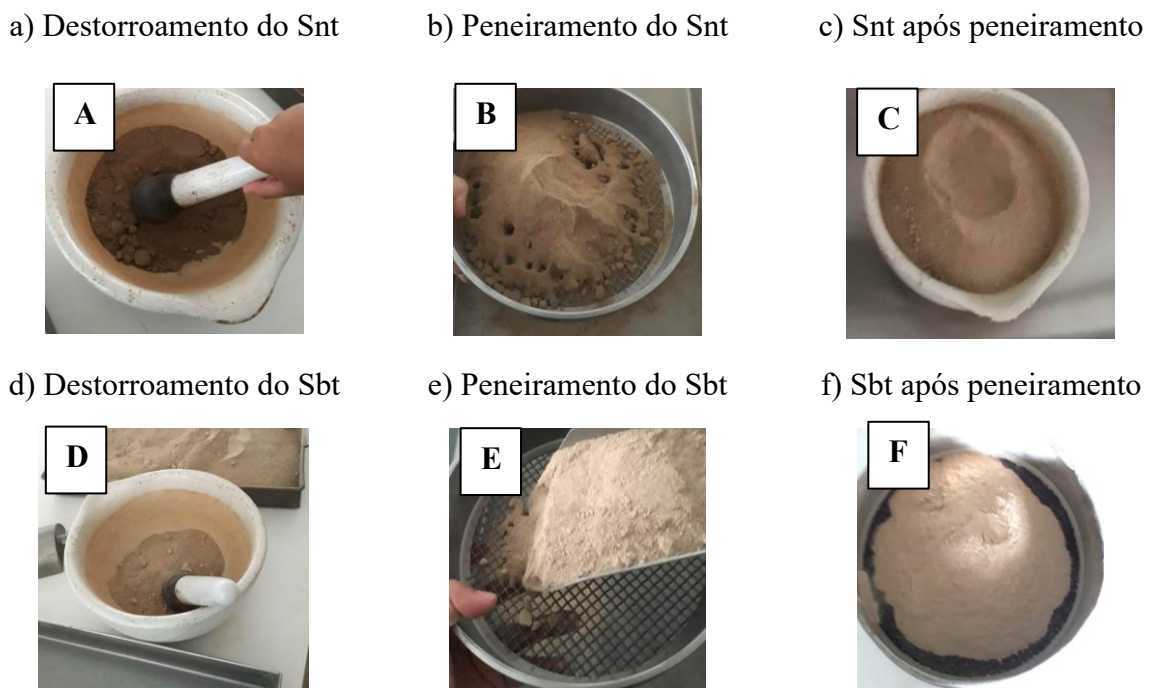 a) Destorroamento do Snt
b) Peneiramento do Snt
c) Snt após peneiramento
A
B
C
d) Destorroamento do Sbt
e) Peneiramento do Sbt
f) Sbt após peneiramento
D
E
F